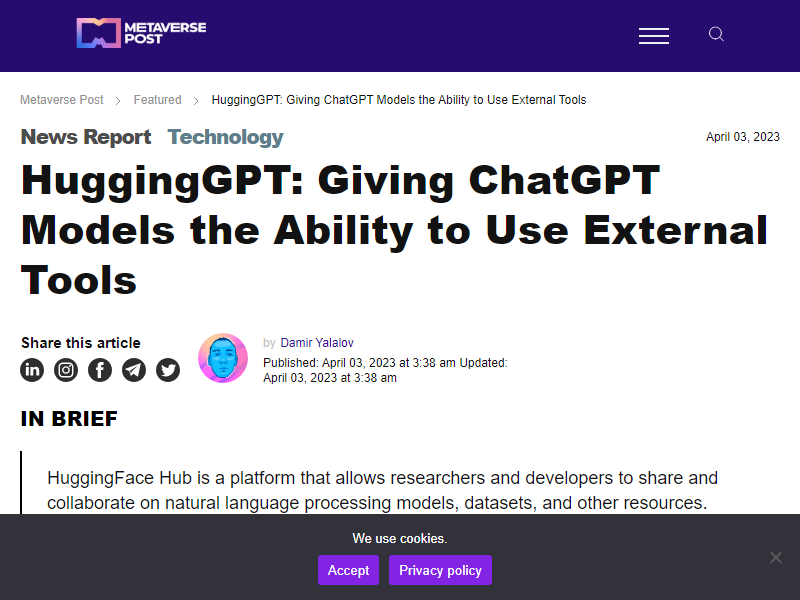 METAVERSE
POST
Metaverse Post > Featured > HuggingGPT: Giving ChatGPT Models the Ability to Use External Tools
News Report Technology April 03, 2023
HuggingGPT: Giving ChatGPT
Models the Ability to Use External
Tools
Share this article
by Damir Yalalov
Published: April 03, 2023 at 3:38 am Updated:
April 03, 2023 at 3:38 am
IN BRIEF
HuggingFace Hub is a platform that allows researchers and developers to share and
collaborate on natural language processing models, datasets, and other resources.
We use cookies.
Accept Privacy policy